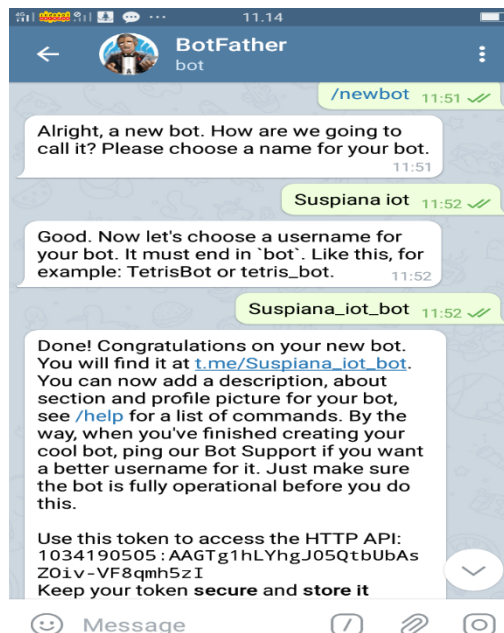 11.14
BotFather
bot
/newbot 11:51
Alright, a new bot. How are we going to
call it? Please choose a name for your bot.
11:51
Suspiana iot 11:52
Good. Now let's choose a username for
your bot. It must end in `bot`. Like this, for
example: TetrisBot or tetris_bot. 11:52
Suspiana_iot_bot 11:52
Done! Congratulations on your new bot.
You will find it at t.me/Suspiana_iot_bot.
You can now add a description, about
section and profile picture for your bot,
see /help for a list of commands. By the
way, when you've finished creating your
cool bot, ping our Bot Support if you want
a better username for it. Just make sure
the bot is fully operational before you do
this.
Use this token to access the HTTP API:
1034190505:AAGTg1hLYhgJ05QtbUbAs
ZOiv-VF8qmh5zI
Keep your token secure and store it
Message